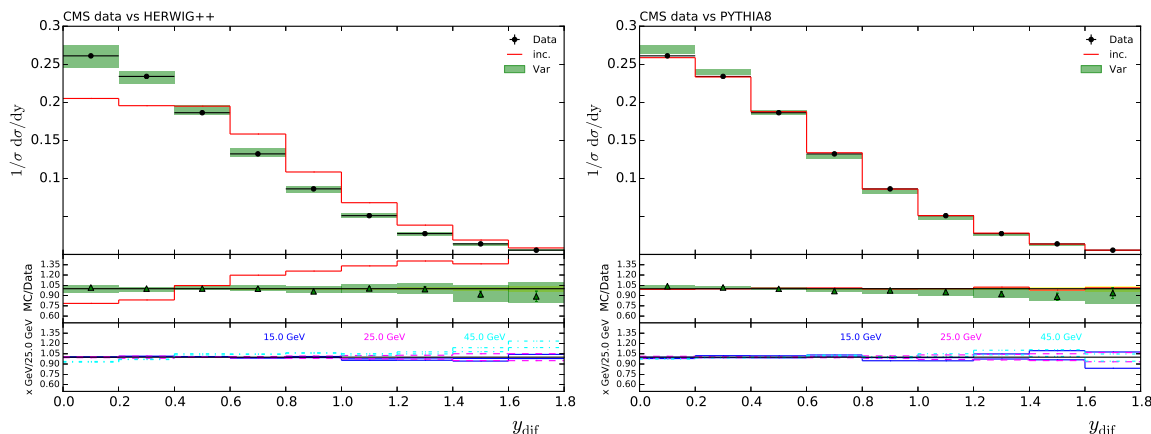 CMS data vs HERWIG++
0.3
0.25
0.2
0.15
0.1
1/σ dσ/dy
Data
inc.
Var
1.35
1.20
1.05
0.90
0.75
0.60
MC/Data
1.35
1.20
1.05
0.90
0.75
0.60
x GeV/25.0 GeV
15.0 GeV 25.0 GeV 45.0 GeV
0.0 0.2 0.4 0.6 0.8 1.0 1.2 1.4 1.6 1.8
y_dif
CMS data vs PYTHIA8
0.3
0.25
0.2
0.15
0.1
1/σ dσ/dy
Data
inc.
Var
1.35
1.20
1.05
0.90
0.75
0.60
MC/Data
1.35
1.20
1.05
0.90
0.75
0.60
x GeV/25.0 GeV
15.0 GeV 25.0 GeV 45.0 GeV
0.0 0.2 0.4 0.6 0.8 1.0 1.2 1.4 1.6 1.8
y_dif